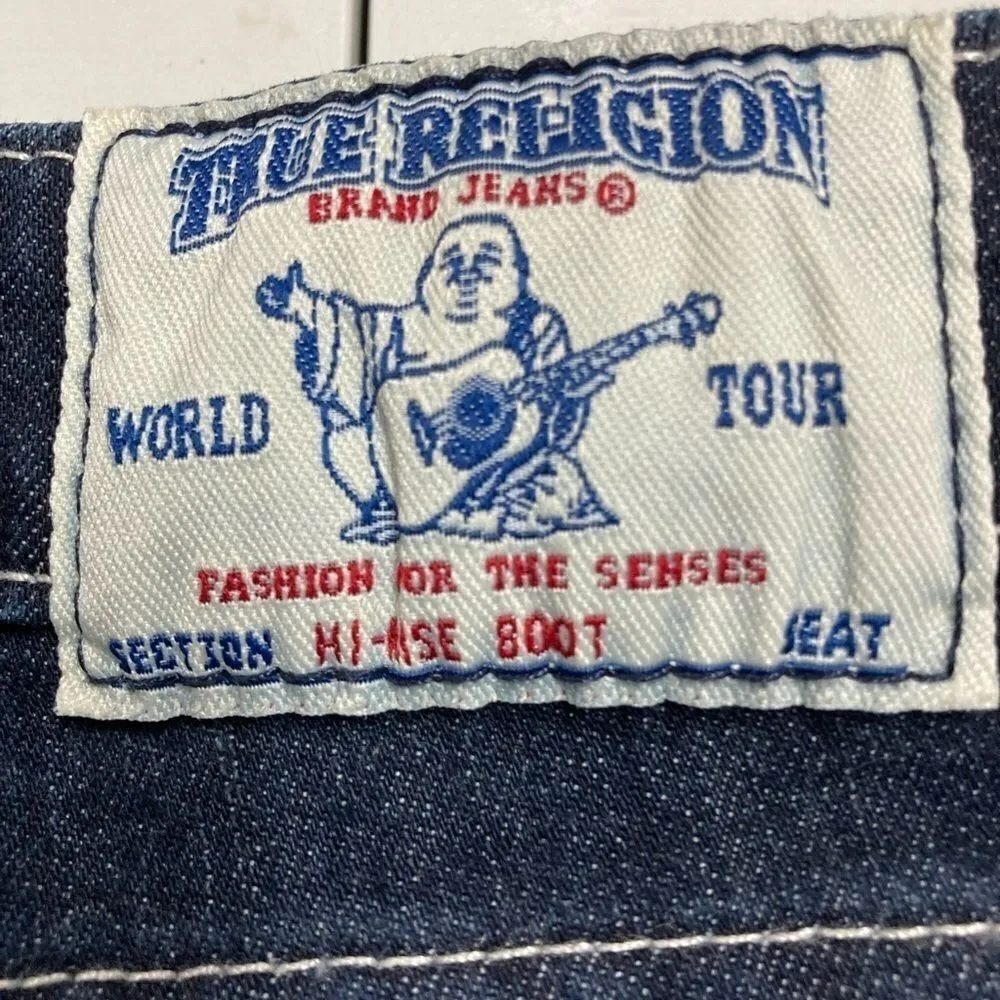 TRUE RELIGION
BRAND JEANS®
WORLD TOUR
FASHION FOR THE SENSES
SECTION HI-RISE BOOT SEAT